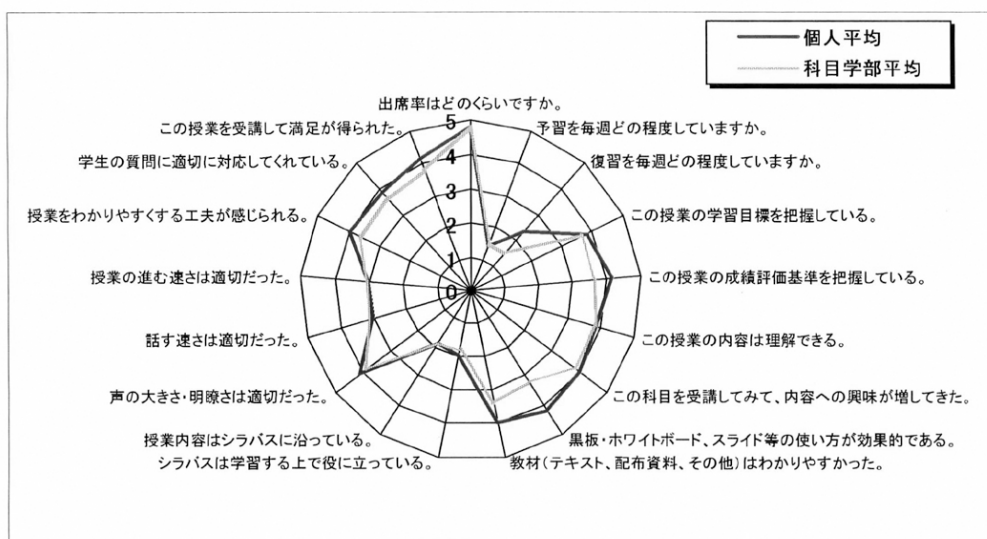 個人平均
科目学部平均
出席率はどのくらいですか。
予習を毎週どの程度していますか。
復習を毎週どの程度していますか。
この授業の学習目標を把握している。
この授業の成績評価基準を把握している。
この授業の内容は理解できる。
この科目を受講してみて、内容への興味が増してきた。
黒板・ホワイトボード、スライド等の使い方が効果的である。
教材(テキスト、配布資料、その他)はわかりやすかった。
シラバスは学習する上で役に立っている。
授業内容はシラバスに沿っている。
声の大きさ・明瞭さは適切だった。
話す速さは適切だった。
授業の進む速さは適切だった。
授業をわかりやすくする工夫が感じられる。
学生の質問に適切に対応してくれている。
この授業を受講して満足が得られた。
5
4
3
2
1
0